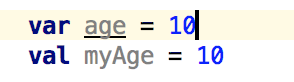 var age = 10
val myAge = 10